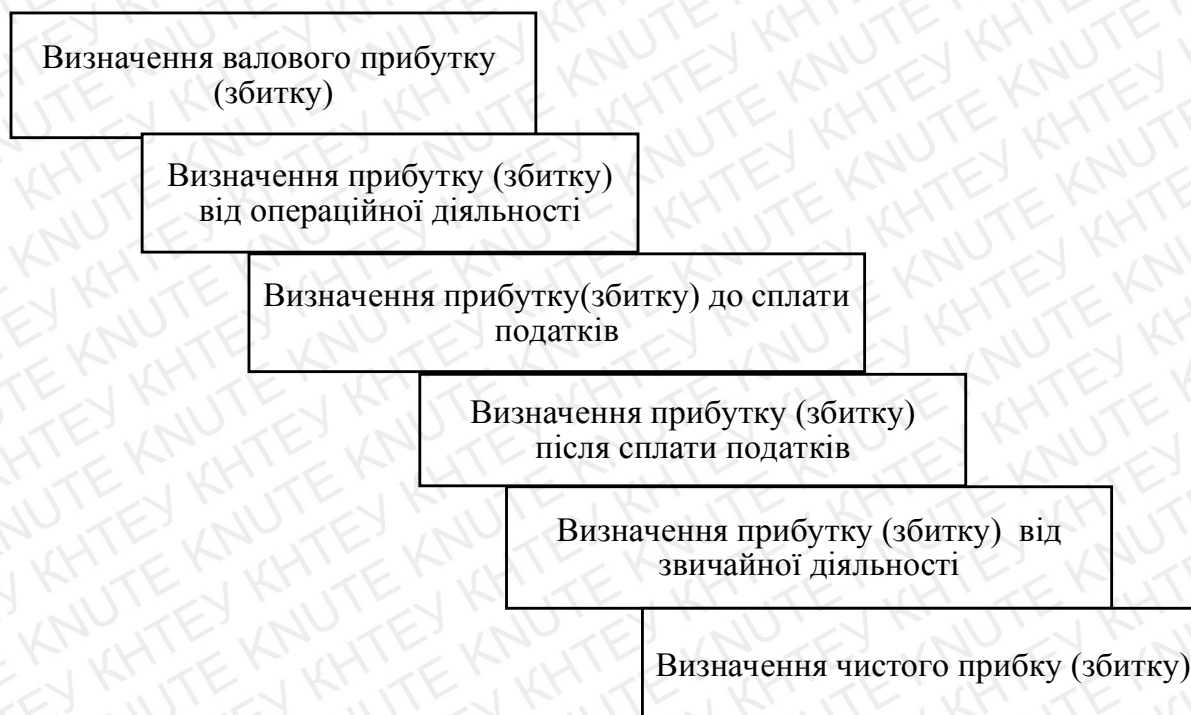 Визначення валового прибутку
(збитку)
Визначення прибутку (збитку)
від операційної діяльності
Визначення прибутку(збитку) до сплати
податків
Визначення прибутку (збитку)
після сплати податків
Визначення прибутку (збитку)  від
звичайної діяльності
Визначення чистого прибку (збитку)